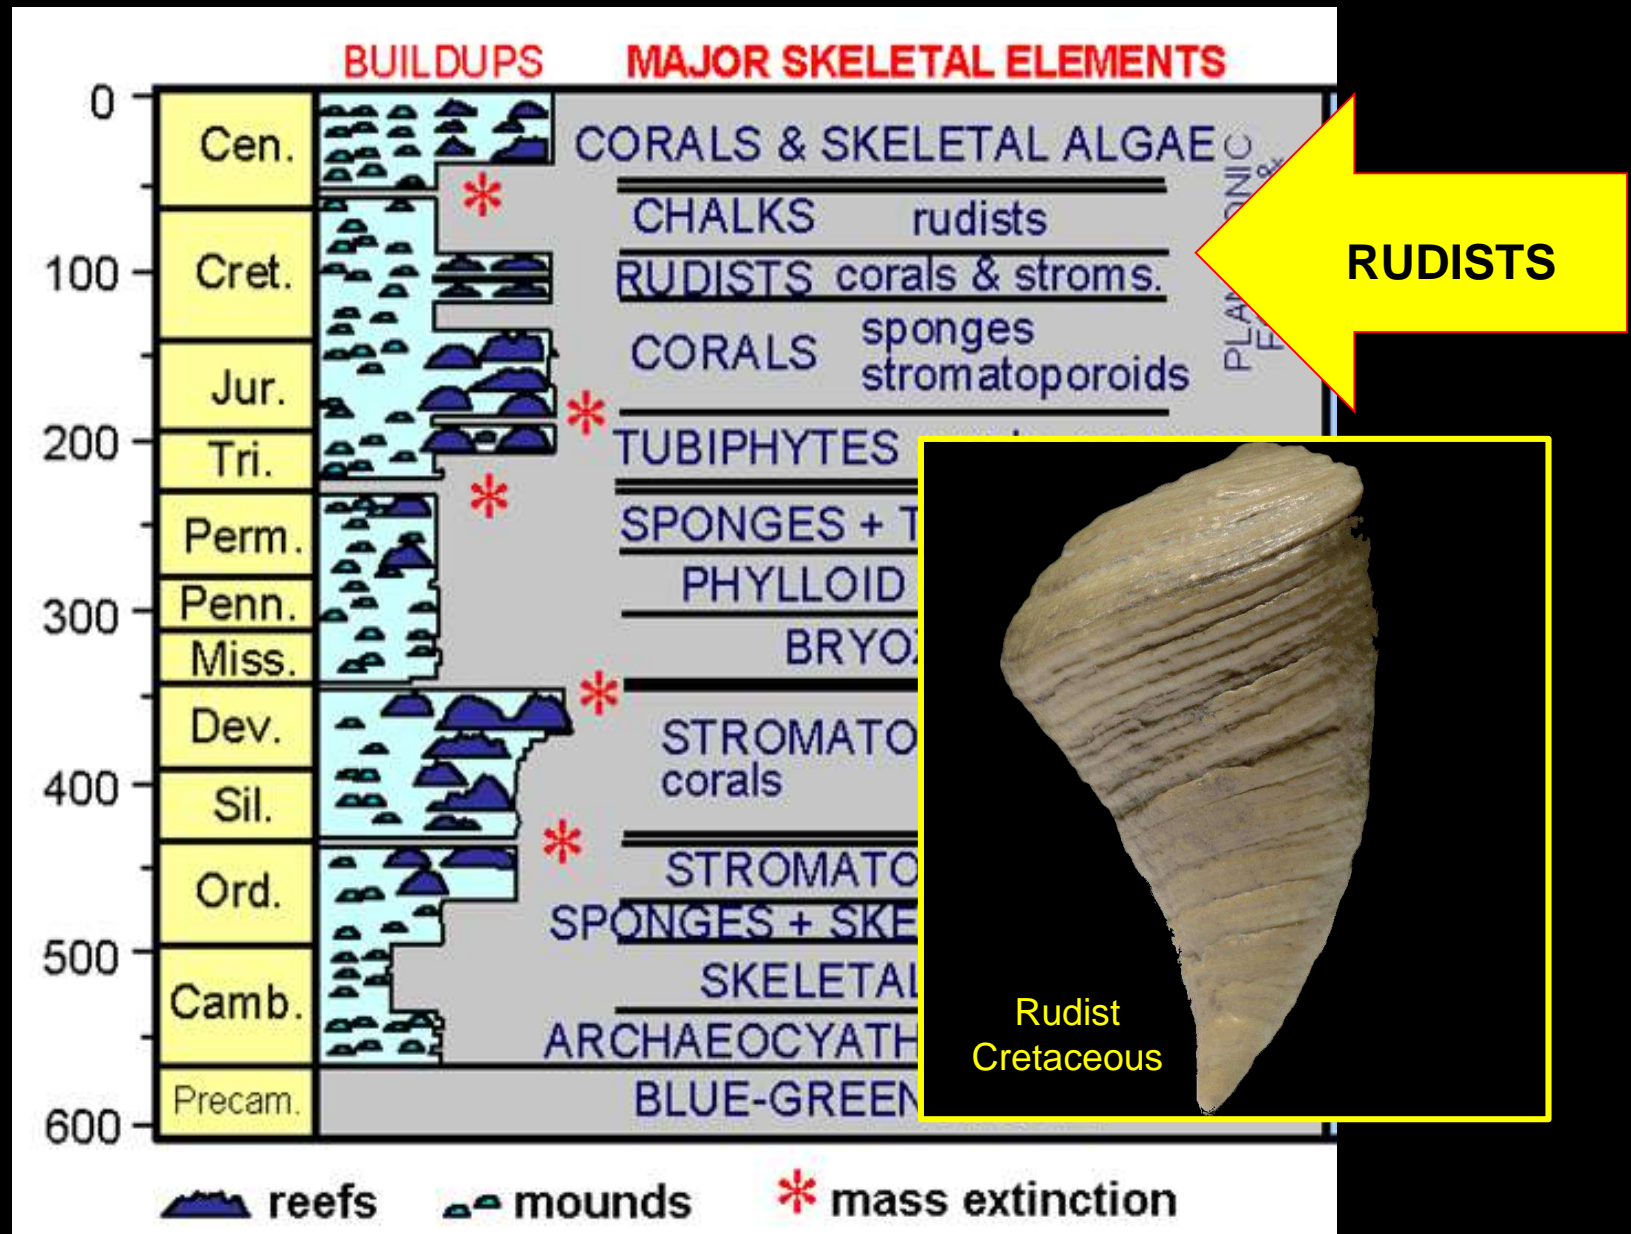 BUILDUPS MAJOR SKELETAL ELEMENTS
0
Cen.
CORALS & SKELETAL ALGAE
CHALKS rudists
100
Cret.
RUDISTS corals & stroms.
CORALS
sponges
stromatoporoids
Jur.
200
Tri.
TUBIPHYTES
Perm.
SPONGES + T
Penn.
PHYLLOID
300
Miss.
BRYOZ
Dev.
STROMATO
corals
400
Sil.
Ord.
STROMATO
SPONGES + SKE
500
Camb.
SKELETAL
ARCHAEOCYATH
Precam.
BLUE-GREEN
600
reefs mounds * mass extinction
RUDISTS
Rudist
Cretaceous